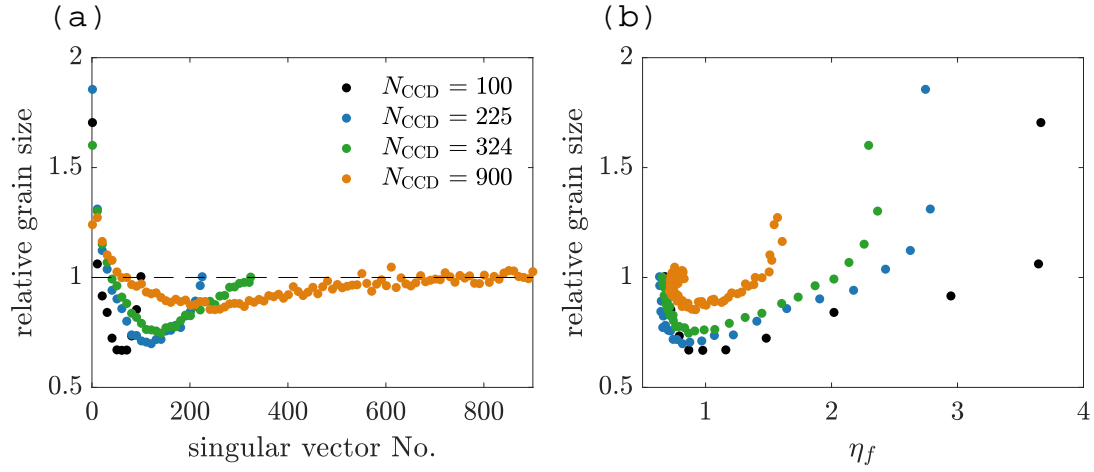 (a)
relative grain size
2
1.5
1
0.5
0
200
400
600
800
singular vector No.
N_CCD = 100
N_CCD = 225
N_CCD = 324
N_CCD = 900
(b)
relative grain size
2
1.5
1
0.5
1
2
3
4
η_f